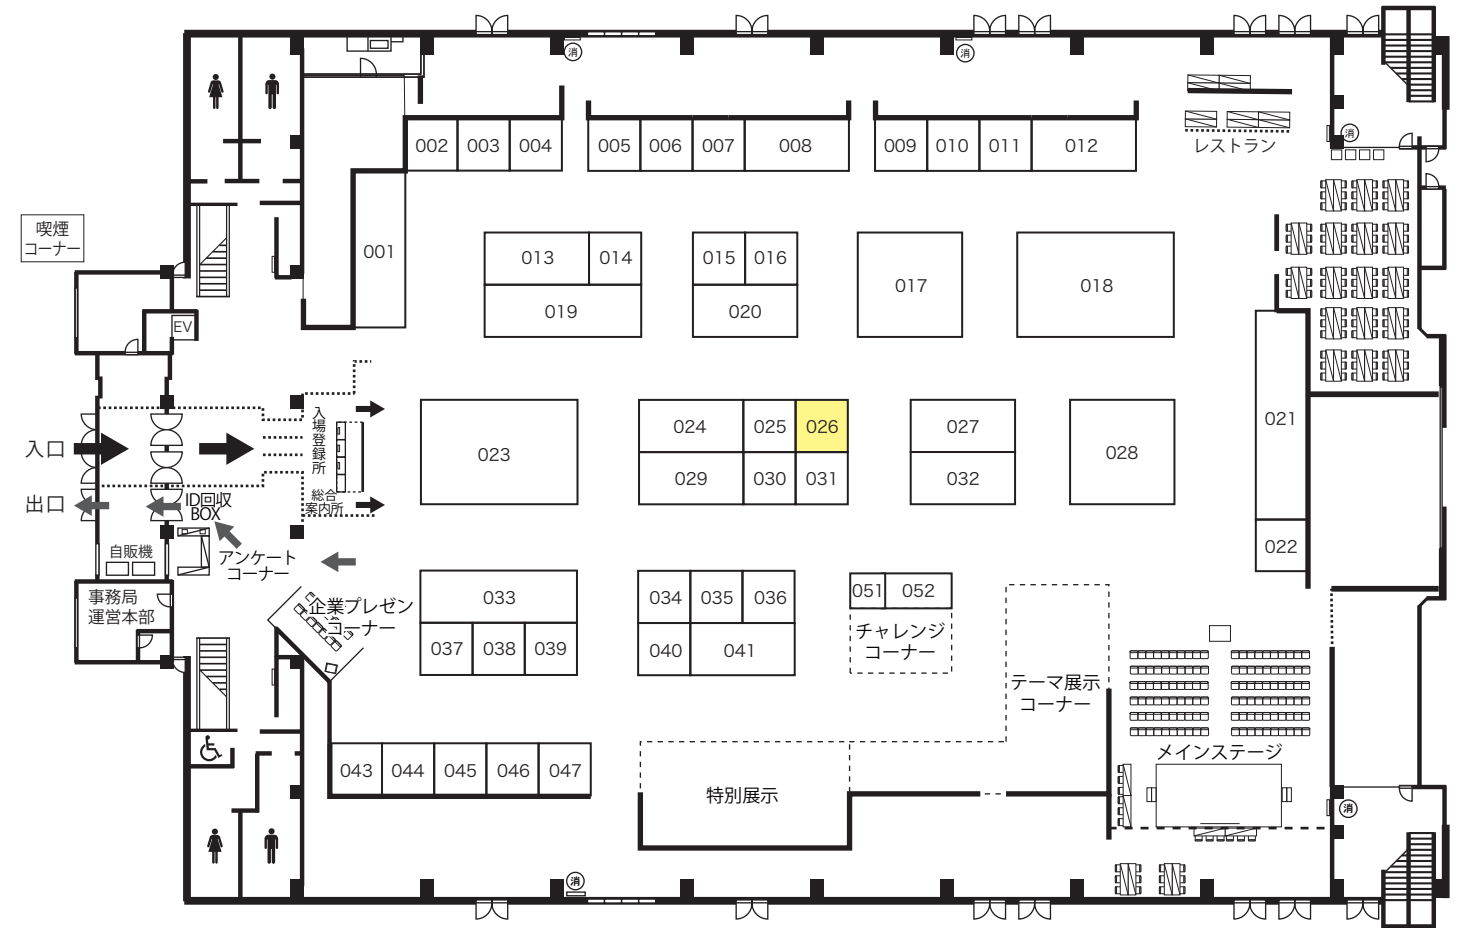 消
消
002
003
004
005
006
007
008
009
010
011
012
レストラン
消
喫煙
コーナー
001
013
014
015
016
017
018
019
020
EV
入口
出口
入場登録所
総合
案内所
ID回収
BOX
自販機
アンケート
コーナー
事務局
運営本部
企業プレゼン
コーナー
023
024
025
026
027
028
029
030
031
032
021
022
033
034
035
036
037
038
039
040
041
051
052
チャレンジ
コーナー
テーマ展示
コーナー
043
044
045
046
047
特別展示
メインステージ
消
消